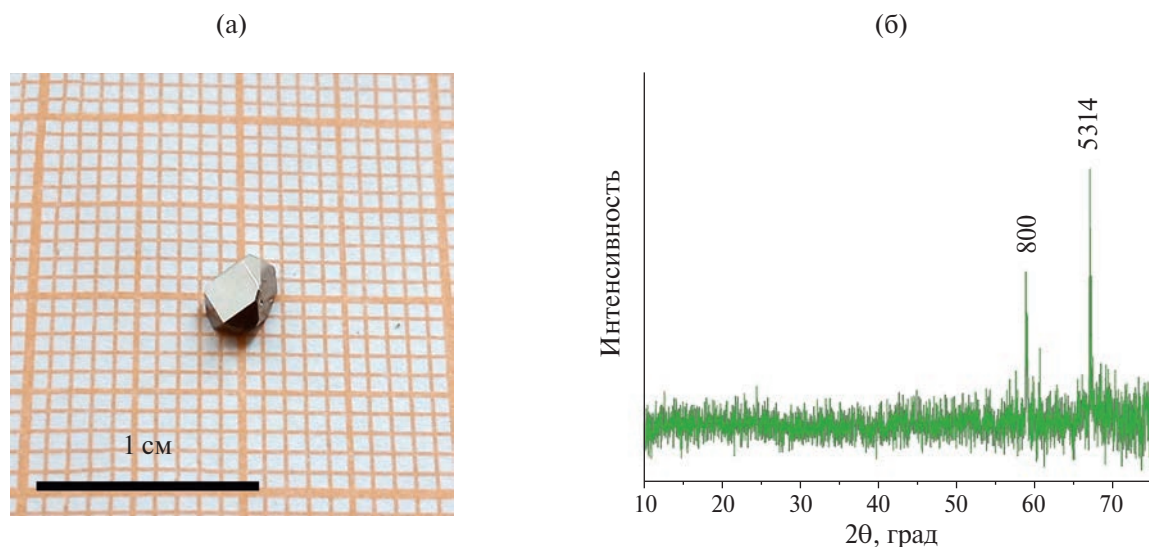 (а)
(б)
1 см
Интенсивность
800
5314
10 20 30 40 50 60 70
2θ, град